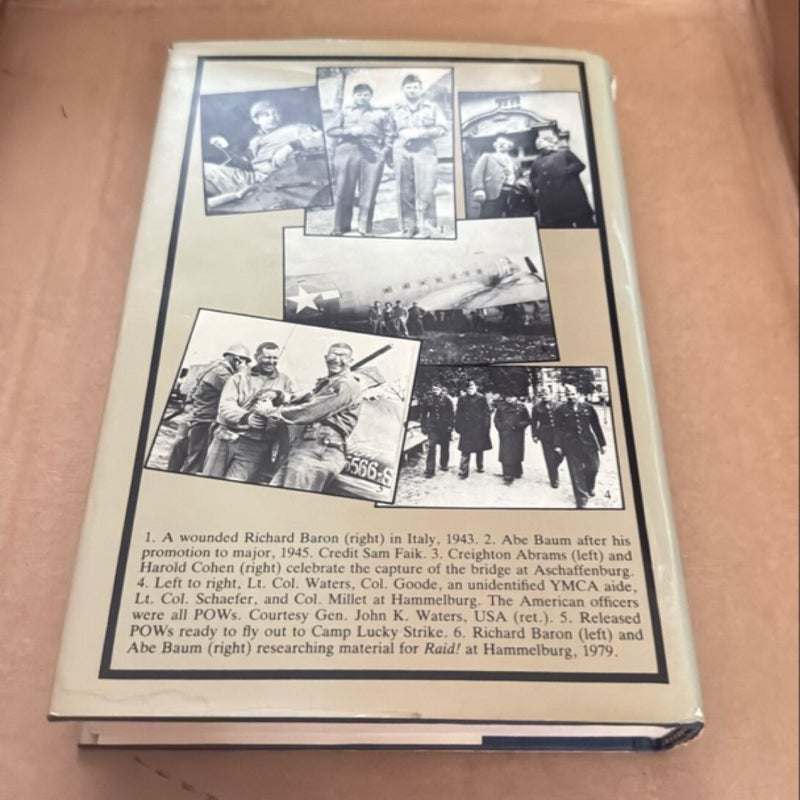 1
6566-S
3
4
1. A wounded Richard Baron (right) in Italy, 1943. 2. Abe Baum after his
promotion to major, 1945. Credit Sam Faik. 3. Creighton Abrams (left) and
Harold Cohen (right) celebrate the capture of the bridge at Aschaffenburg.
4. Left to right, Lt. Col. Waters, Col. Goode, an unidentified YMCA aide,
Lt. Col. Schaefer, and Col. Millet at Hammelburg. The American officers
were all POWs. Courtesy Gen. John K. Waters, USA (ret.). 5. Released
POWs ready to fly out to Camp Lucky Strike. 6. Richard Baron (left) and
Abe Baum (right) researching material for Raid! at Hammelburg, 1979.